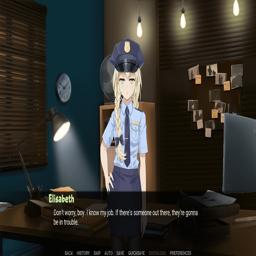 Elisabeth
Don't worry, boy. I know my job. If there's someone out there, they're gonna
be in trouble.
BACK HISTORY SKIP AUTO SAVE QUICKSAVE QUICKLOAD PREFERENCES